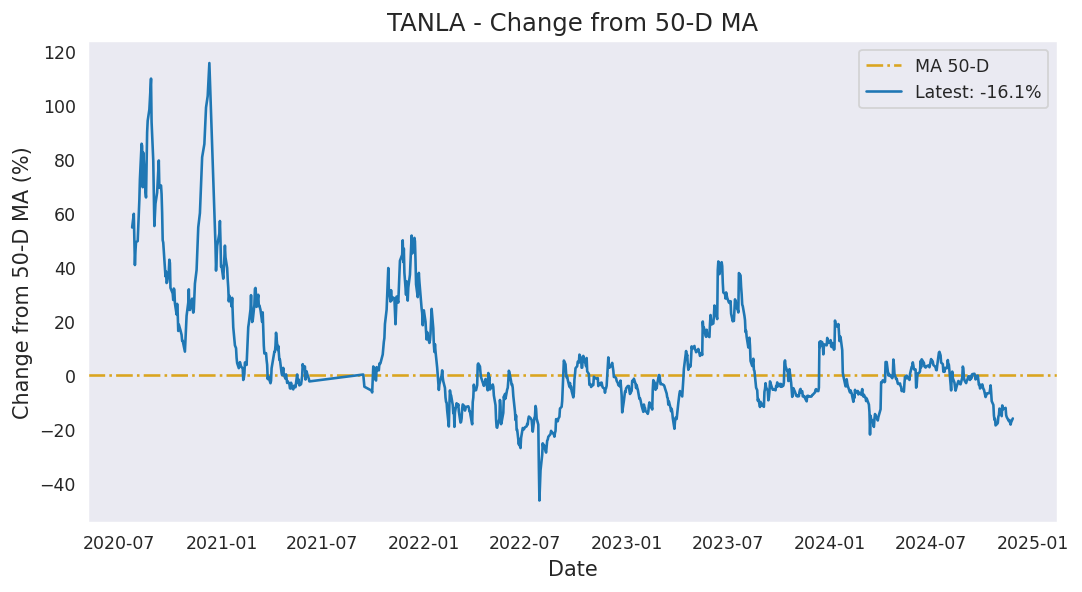 TANLA - Change from 50-D MA
MA 50-D
Latest: -16.1%
Change from 50-D MA (%)
120
100
80
60
40
20
0
−20
−40
2020-07 2021-01 2021-07 2022-01 2022-07 2023-01 2023-07 2024-01 2024-07 2025-01
Date